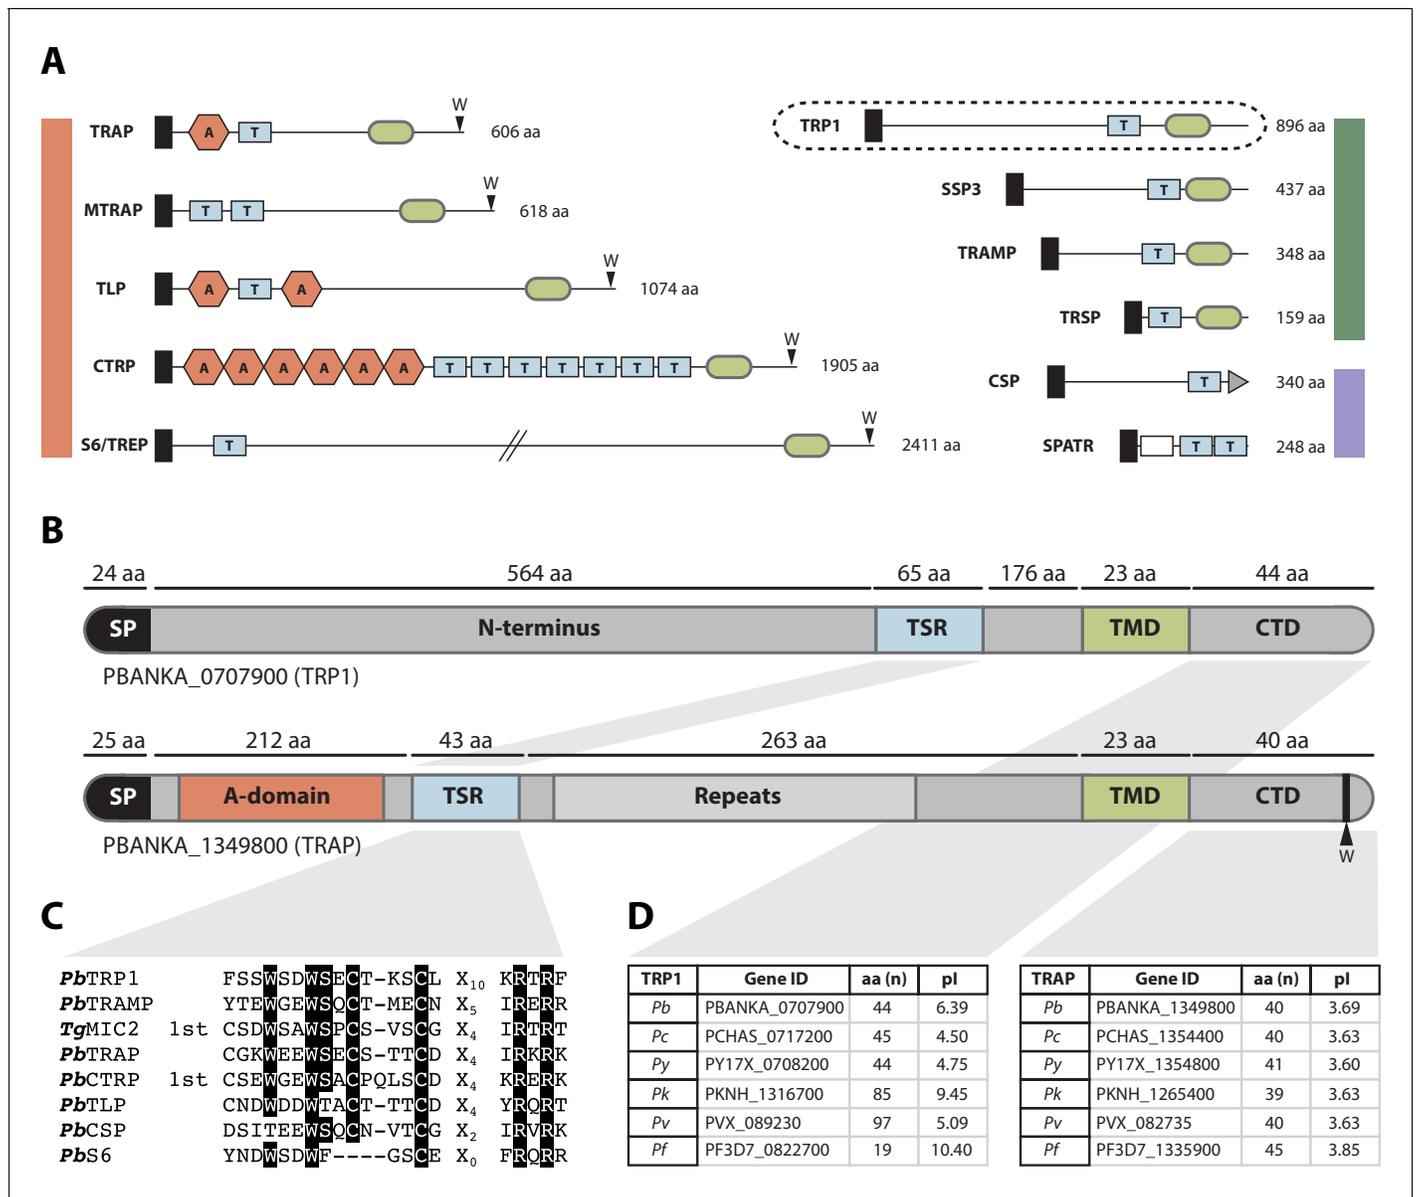 A
TRAP A T W 606 aa
MTRAP T T W 618 aa
TLP A T A W 1074 aa
CTRP A A A A A A T T T T T T T W 1905 aa
S6/TREP T W 2411 aa
TRP1 T 896 aa
SSP3 T 437 aa
TRAMP T 348 aa
TRSP T 159 aa
CSP T 340 aa
SPATR T T 248 aa
B
24 aa 564 aa 65 aa 176 aa 23 aa 44 aa
SP N-terminus TSR TMD CTD
PBANKA_0707900 (TRP1)
25 aa 212 aa 43 aa 263 aa 23 aa 40 aa
SP A-domain TSR Repeats TMD CTD
PBANKA_1349800 (TRAP)
W
C
PbTRP1 FSSWSDWSECT-KSCL X10 KRTRF
PbTRAMP YTEWGEWSQCT-MECN X5 IRERR
TgMIC2 1st CSDWSAWSPCS-VSCG X4 IRTRT
PbTRAP CGKWEEWSECS-TTCD X4 IRKRK
PbCTRP 1st CSEWGEWSACPQLSCD X4 KRERK
PbTLP CNDWDDWTACT-TTCD X4 YRQRT
PbCSP DSITEEWSQCN-VTCG X2 IRVRK
PbS6 YNDWSDWF----GSCE X0 FRQRR
D
TRP1 Gene ID aa (n) pI
Pb PBANKA_0707900 44 6.39
Pc PCHAS_0717200 45 4.50
Py PY17X_0708200 44 4.75
Pk PKNH_1316700 85 9.45
Pv PVX_089230 97 5.09
Pf PF3D7_0822700 19 10.40
TRAP Gene ID aa (n) pI
Pb PBANKA_1349800 40 3.69
Pc PCHAS_1354400 40 3.63
Py PY17X_1354800 41 3.60
Pk PKNH_1265400 39 3.63
Pv PVX_082735 40 3.63
Pf PF3D7_1335900 45 3.85